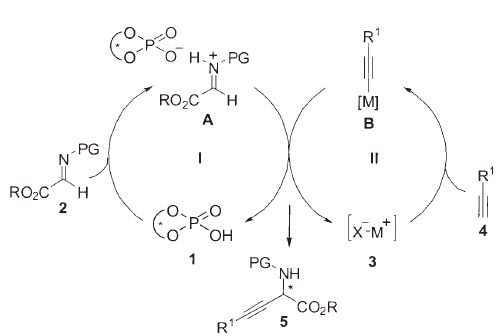 R¹
O O
P
* O O⁻ H-N⁺-PG
RO₂C H [M]
A B
PG
N I II
RO₂C H R¹
2 O O
* P
O OH [X⁻-M⁺] 4
1 3
PG-NH
*
CO₂R
R¹
5